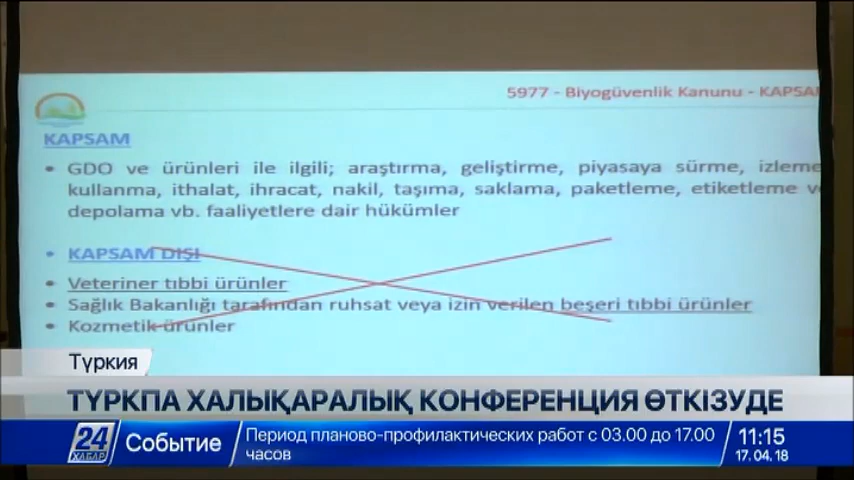 5977 - Biyogüvenlik Kanunu - KAPSAM
KAPSAM
• GDO ve ürünleri ile ilgili; araştırma, geliştirme, piyasaya sürme, izleme
kullanma, ithalat, ihracat, nakil, taşıma, saklama, paketleme, etiketleme v
depolama vb. faaliyetlere dair hükümler
• KAPSAM DIŞI
• Veteriner tıbbi ürünler
• Sağlık Bakanlığı tarafından ruhsat veya izin verilen beşeri tıbbi ürünler
• Kozmetik ürünler
Түркия
ТҮРКПА ХАЛЫҚАРАЛЫҚ КОНФЕРЕНЦИЯ ӨТКІЗУДЕ
24 ХАБАР
Событие
Период планово-профилактических работ с 03.00 до 17.00
часов
11:15
17.04.18